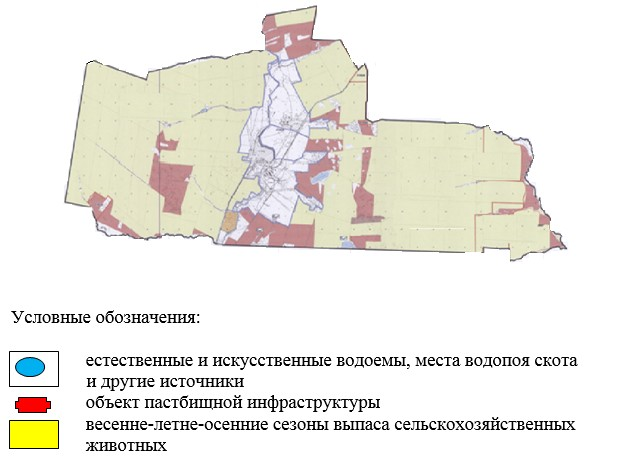 Условные обозначения:
естественные и искусственные водоемы, места водопоя скота
и другие источники
объект пастбищной инфраструктуры
весенне-летне-осенние сезоны выпаса сельскохозяйственных
животных